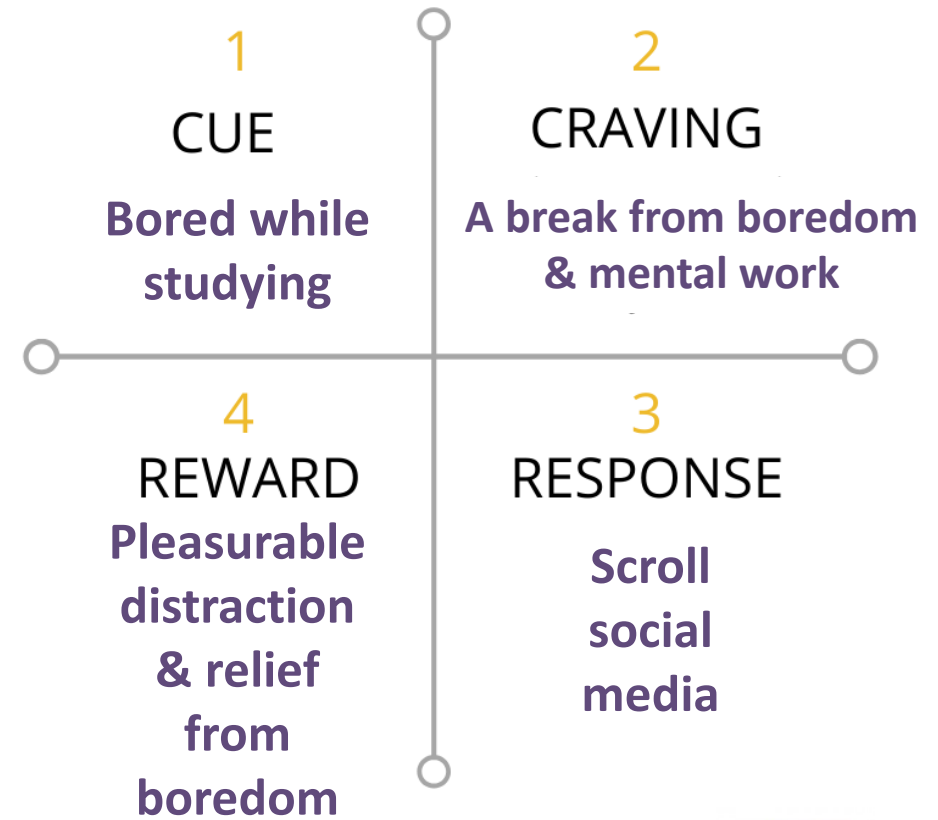 1
CUE
Bored while
studying
2
CRAVING
A break from boredom
& mental work
3
RESPONSE
Scroll
social
media
4
REWARD
Pleasurable
distraction
& relief
from
boredom